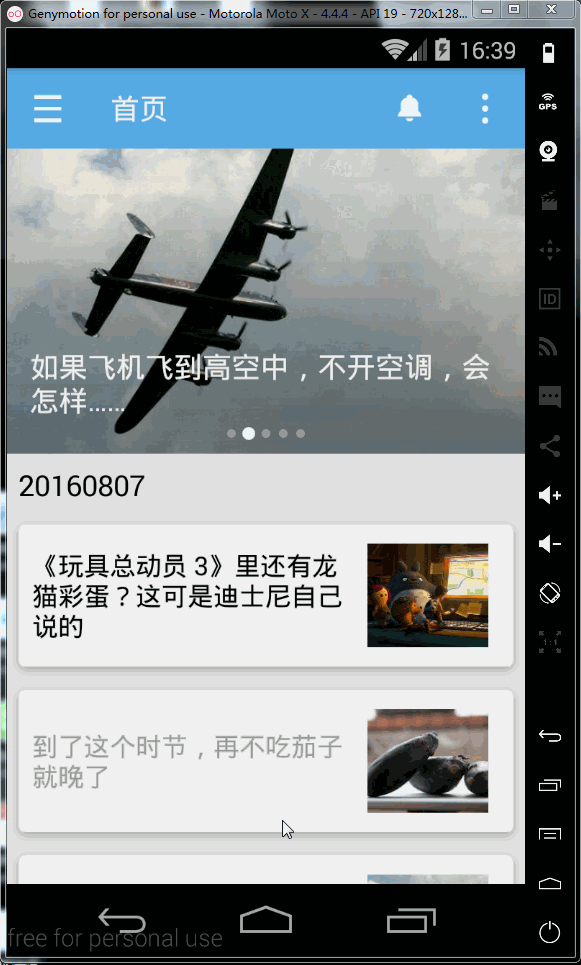 Genymotion for personal use - Motorola Moto X - 4.4.4 - API 19 - 720x128...
16:39
首页
GPS
如果飞机飞到高空中，不开空调，会
怎样……
ID
20160807
《玩具总动员 3》里还有龙
猫彩蛋？这可是迪士尼自己
说的
1:1
到了这个时节，再不吃茄子
就晚了
free for personal use